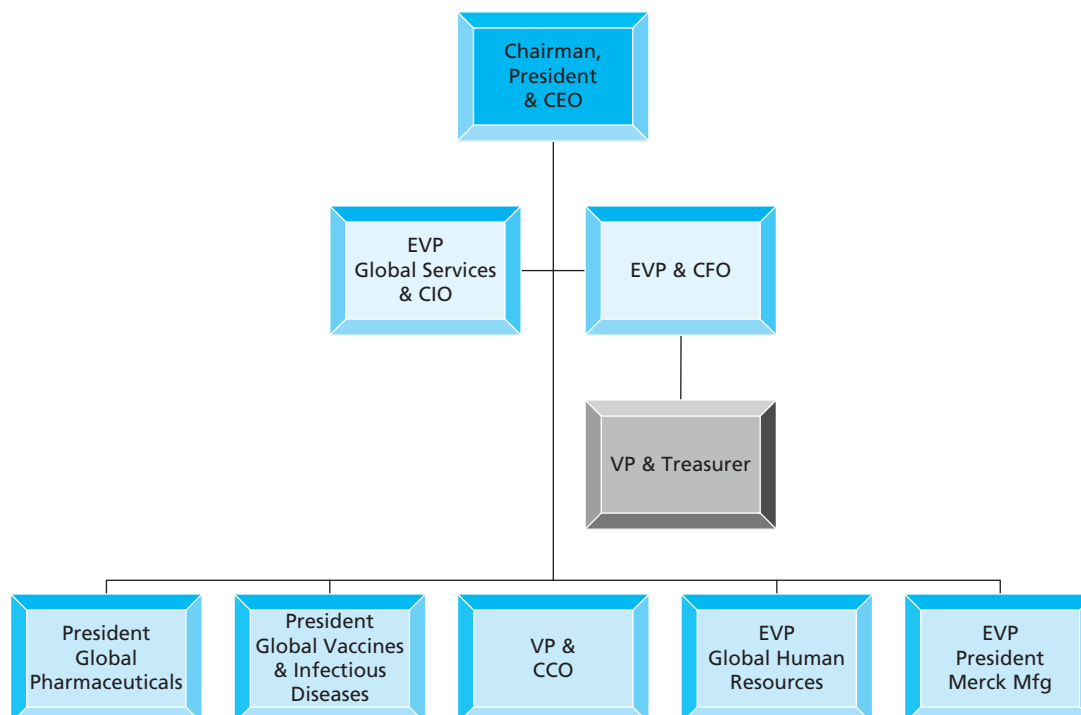 Chairman,
President
& CEO
EVP
Global Services
& CIO
EVP & CFO
VP & Treasurer
President
Global
Pharmaceuticals
President
Global Vaccines
& Infectious
Diseases
VP &
CCO
EVP
Global Human
Resources
EVP
President
Merck Mfg